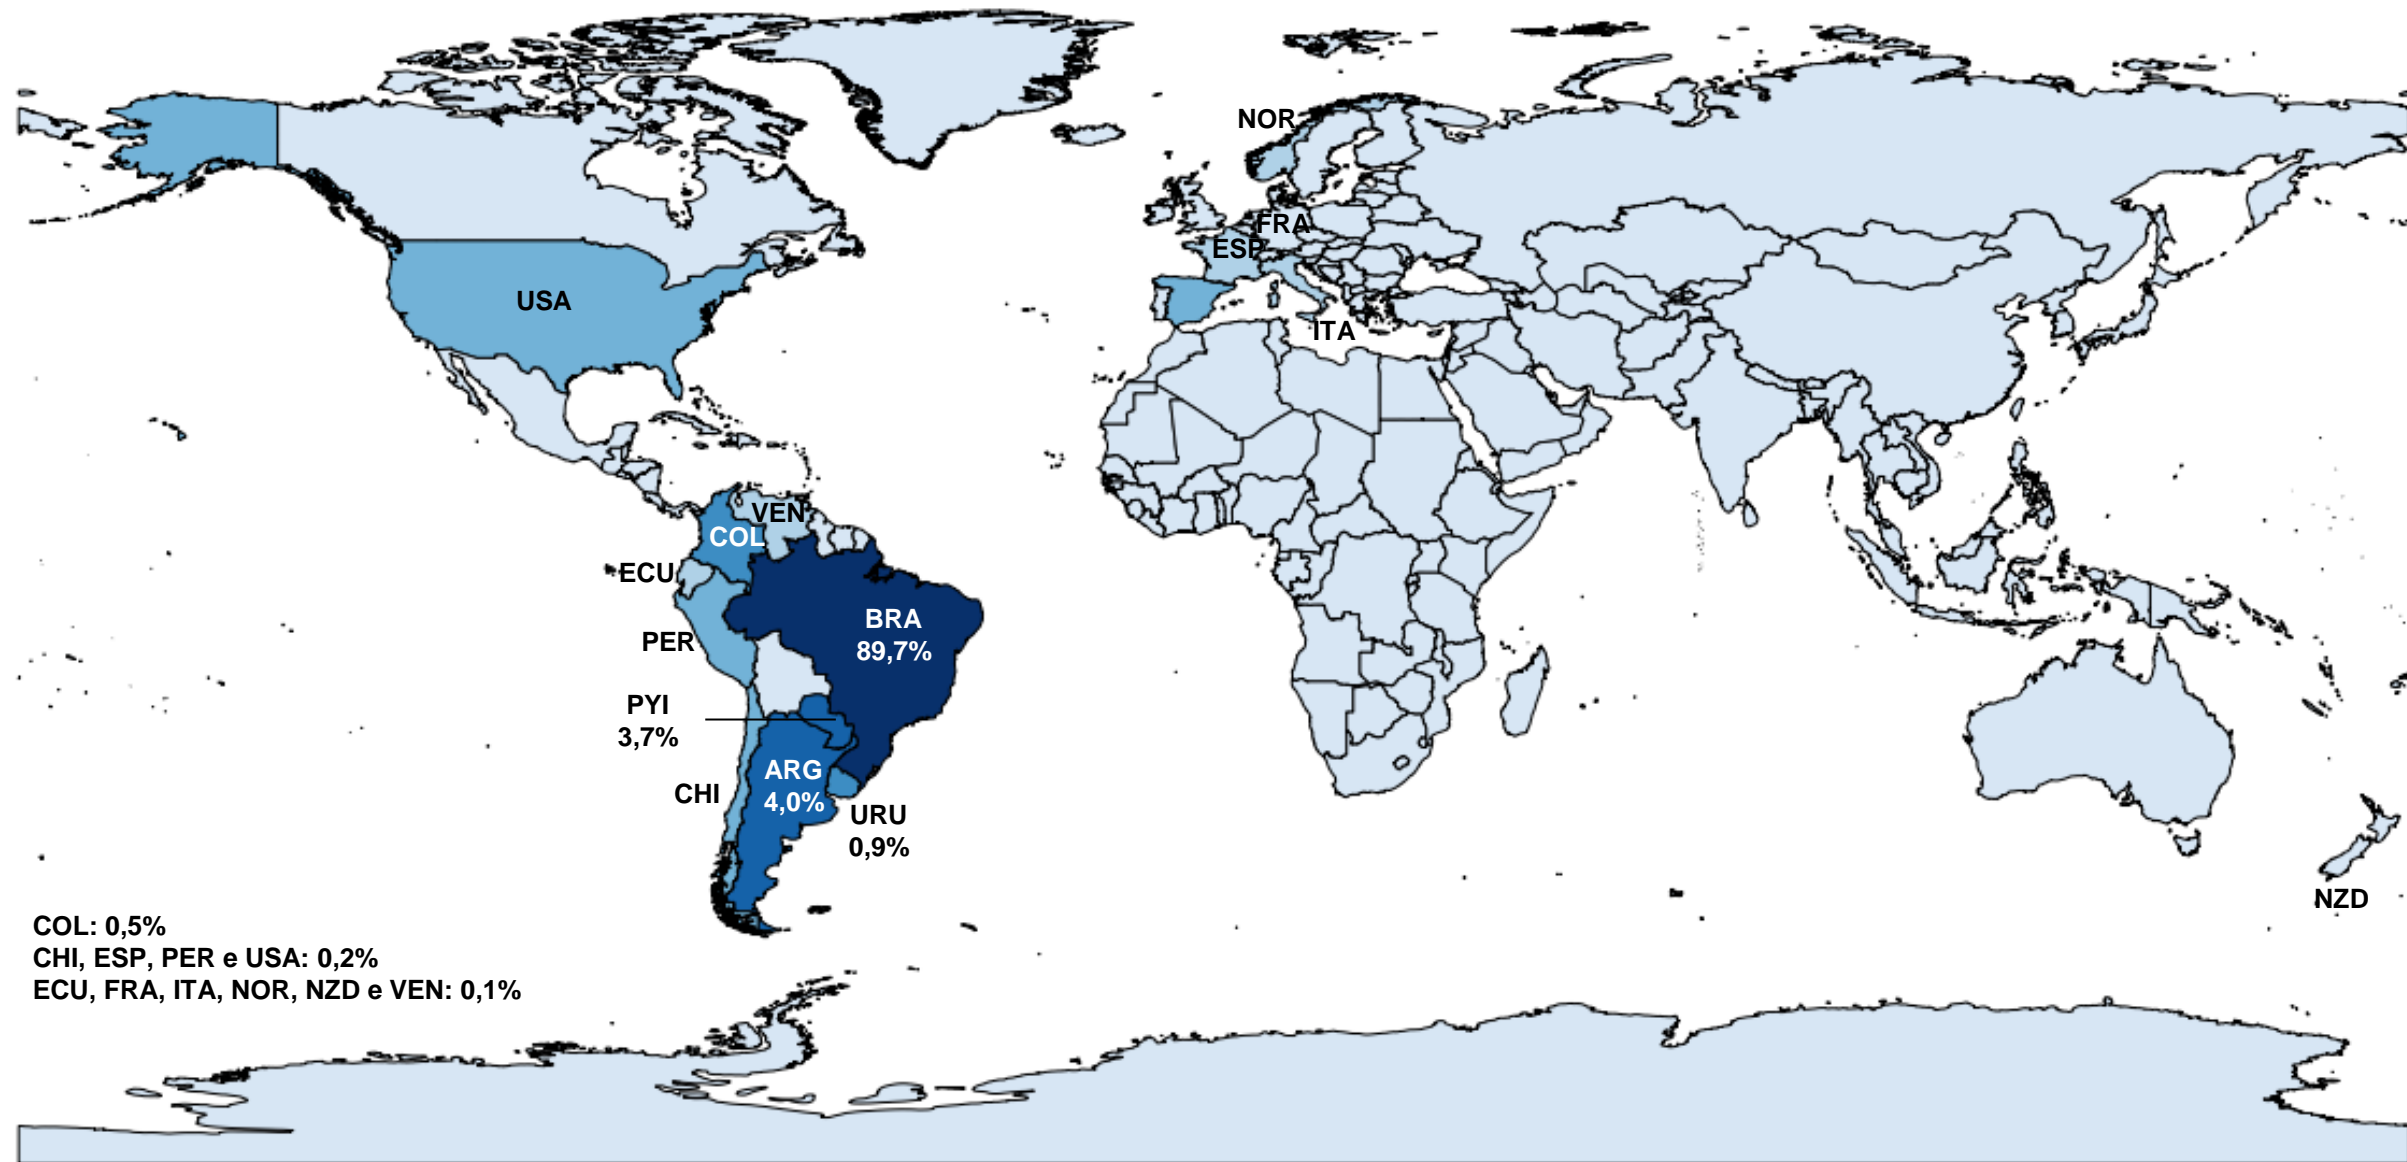 NOR
FRA
ESP
USA
ITA
VEN
COL
ECU
BRA
89,7%
PER
PYI
3,7%
ARG
4,0%
CHI
URU
0,9%
NZD
COL: 0,5%
CHI, ESP, PER e USA: 0,2%
ECU, FRA, ITA, NOR, NZD e VEN: 0,1%